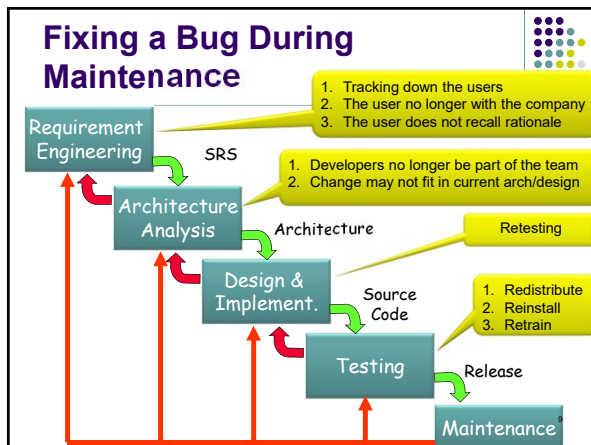 Fixing a Bug During
Maintenance
1. Tracking down the users
2. The user no longer with the company
3. The user does not recall rationale
Requirement
Engineering
SRS
1. Developers no longer be part of the team
2. Change may not fit in current arch/design
Architecture
Analysis
Architecture
Retesting
Design &
Implement.
Source
Code
1. Redistribute
2. Reinstall
3. Retrain
Testing
Release
Maintenance
9